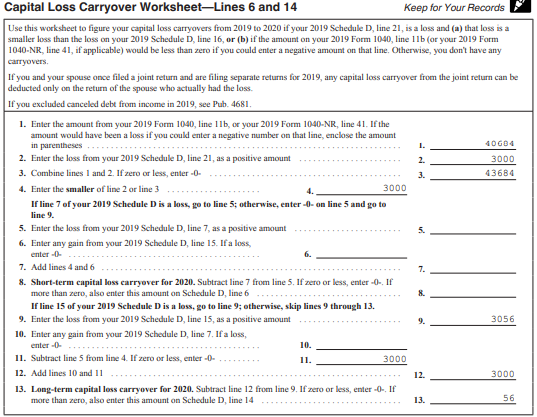 Capital Loss Carryover Worksheet—Lines 6 and 14 Keep for Your Records
Use this worksheet to figure your capital loss carryovers from 2019 to 2020 if your 2019 Schedule D, line 21, is a loss and (a) that loss is a
smaller loss than the loss on your 2019 Schedule D, line 16, or (b) if the amount on your 2019 Form 1040, line 11b (or your 2019 Form
1040-NR, line 41, if applicable) would be less than zero if you could enter a negative amount on that line. Otherwise, you don't have any
carryovers.
If you and your spouse once filed a joint return and are filing separate returns for 2019, any capital loss carryover from the joint return can be
deducted only on the return of the spouse who actually had the loss.
If you excluded canceled debt from income in 2019, see Pub. 4681.
1. Enter the amount from your 2019 Form 1040, line 11b, or your 2019 Form 1040-NR, line 41. If the
amount would have been a loss if you could enter a negative number on that line, enclose the amount
in parentheses 1. 40684
2. Enter the loss from your 2019 Schedule D, line 21, as a positive amount 2. 3000
3. Combine lines 1 and 2. If zero or less, enter -0- 3. 43684
4. Enter the smaller of line 2 or line 3 4. 3000
If line 7 of your 2019 Schedule D is a loss, go to line 5; otherwise, enter -0- on line 5 and go to
line 9.
5. Enter the loss from your 2019 Schedule D, line 7, as a positive amount 5.
6. Enter any gain from your 2019 Schedule D, line 15. If a loss,
enter -0- 6.
7. Add lines 4 and 6 7.
8. Short-term capital loss carryover for 2020. Subtract line 7 from line 5. If zero or less, enter -0-. If
more than zero, also enter this amount on Schedule D, line 6 8.
If line 15 of your 2019 Schedule D is a loss, go to line 9; otherwise, skip lines 9 through 13.
9. Enter the loss from your 2019 Schedule D, line 15, as a positive amount 9. 3056
10. Enter any gain from your 2019 Schedule D, line 7. If a loss,
enter -0- 10.
11. Subtract line 5 from line 4. If zero or less, enter -0- 11. 3000
12. Add lines 10 and 11 12. 3000
13. Long-term capital loss carryover for 2020. Subtract line 12 from line 9. If zero or less, enter -0-. If
more than zero, also enter this amount on Schedule D, line 14 13. 56